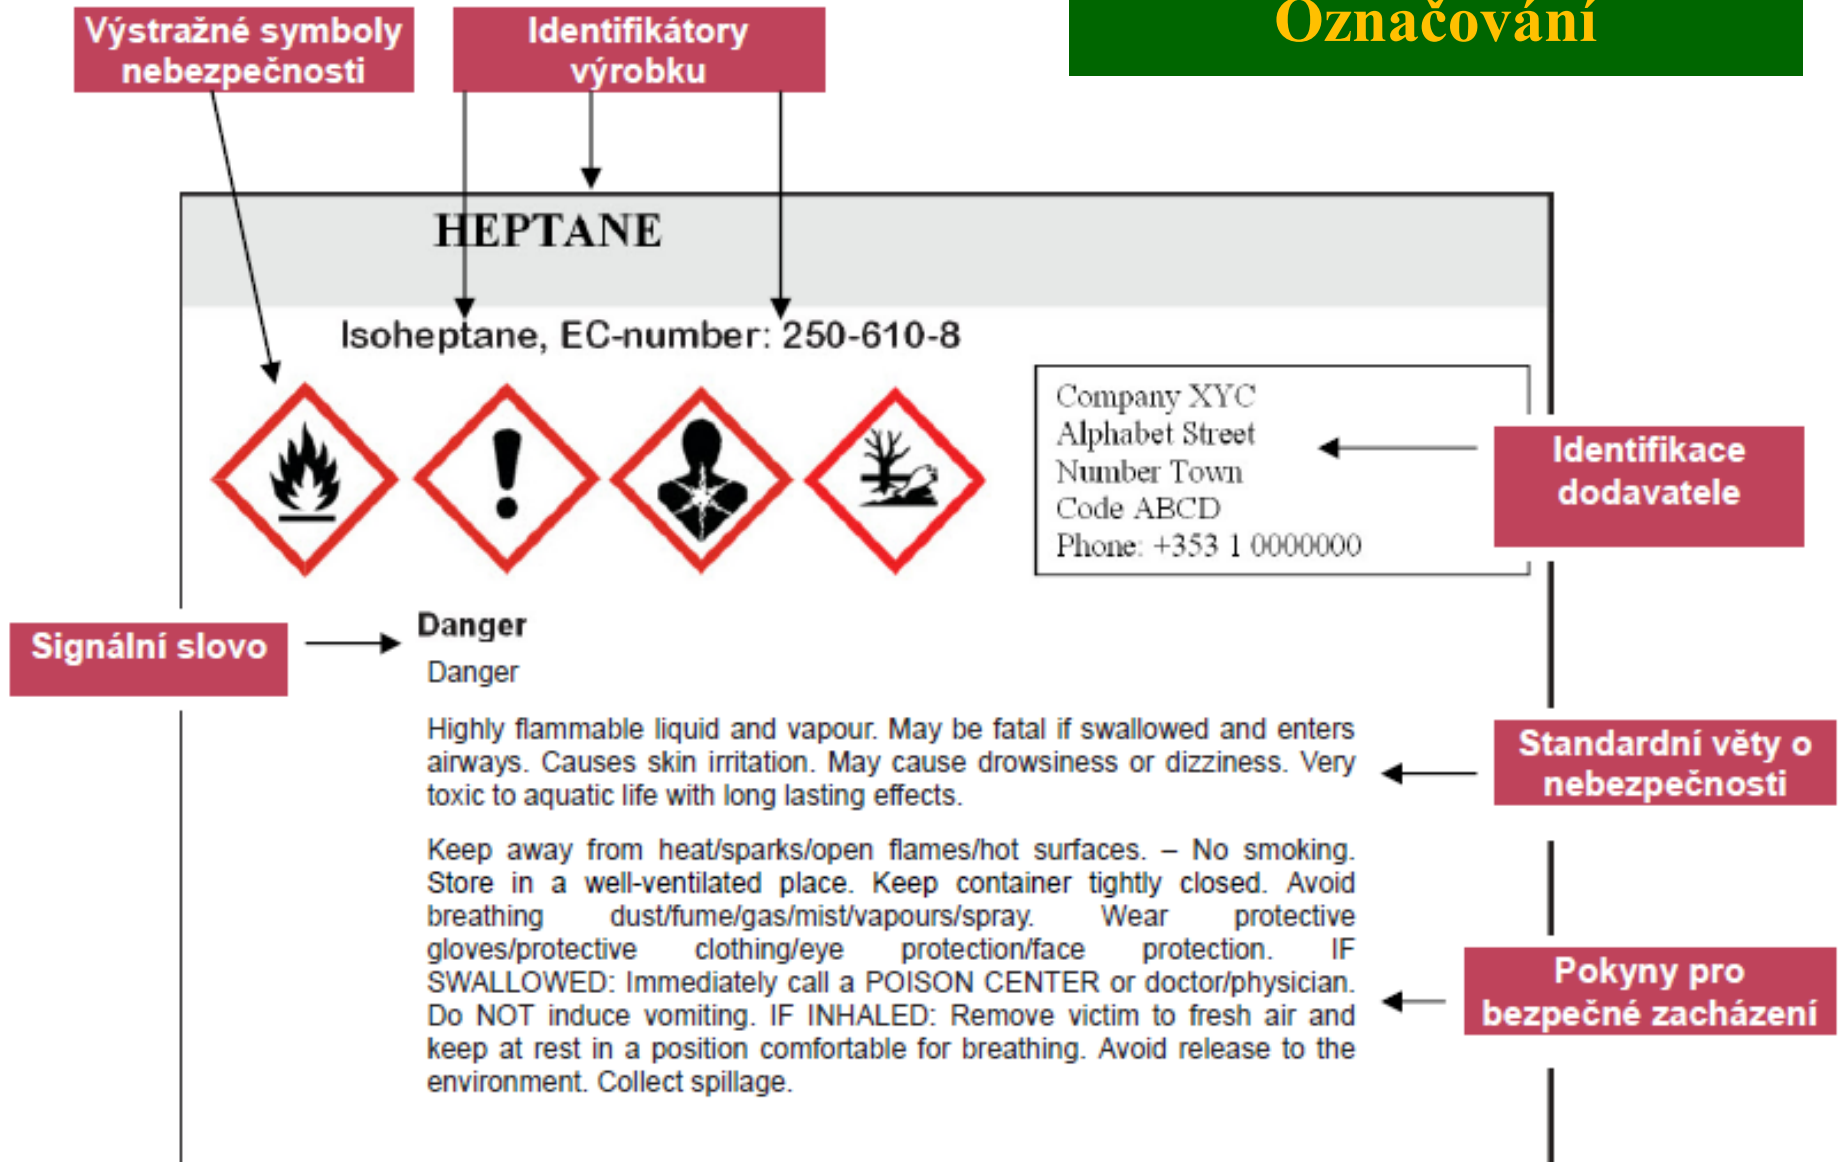 Označování
Výstražné symboly
nebezpečnosti
Identifikátory
výrobku
HEPTANE
Isoheptane, EC-number: 250-610-8
Company XYC
Alphabet Street
Number Town
Code ABCD
Phone: +353 1 0000000
Identifikace
dodavatele
Signální slovo
Danger
Danger
Highly flammable liquid and vapour. May be fatal if swallowed and enters
airways. Causes skin irritation. May cause drowsiness or dizziness. Very
toxic to aquatic life with long lasting effects.
Standardní věty o
nebezpečnosti
Keep away from heat/sparks/open flames/hot surfaces. – No smoking.
Store in a well-ventilated place. Keep container tightly closed. Avoid
breathing dust/fume/gas/mist/vapours/spray. Wear protective
gloves/protective clothing/eye protection/face protection. IF
SWALLOWED: Immediately call a POISON CENTER or doctor/physician.
Do NOT induce vomiting. IF INHALED: Remove victim to fresh air and
keep at rest in a position comfortable for breathing. Avoid release to the
environment. Collect spillage.
Pokyny pro
bezpečné zacházení